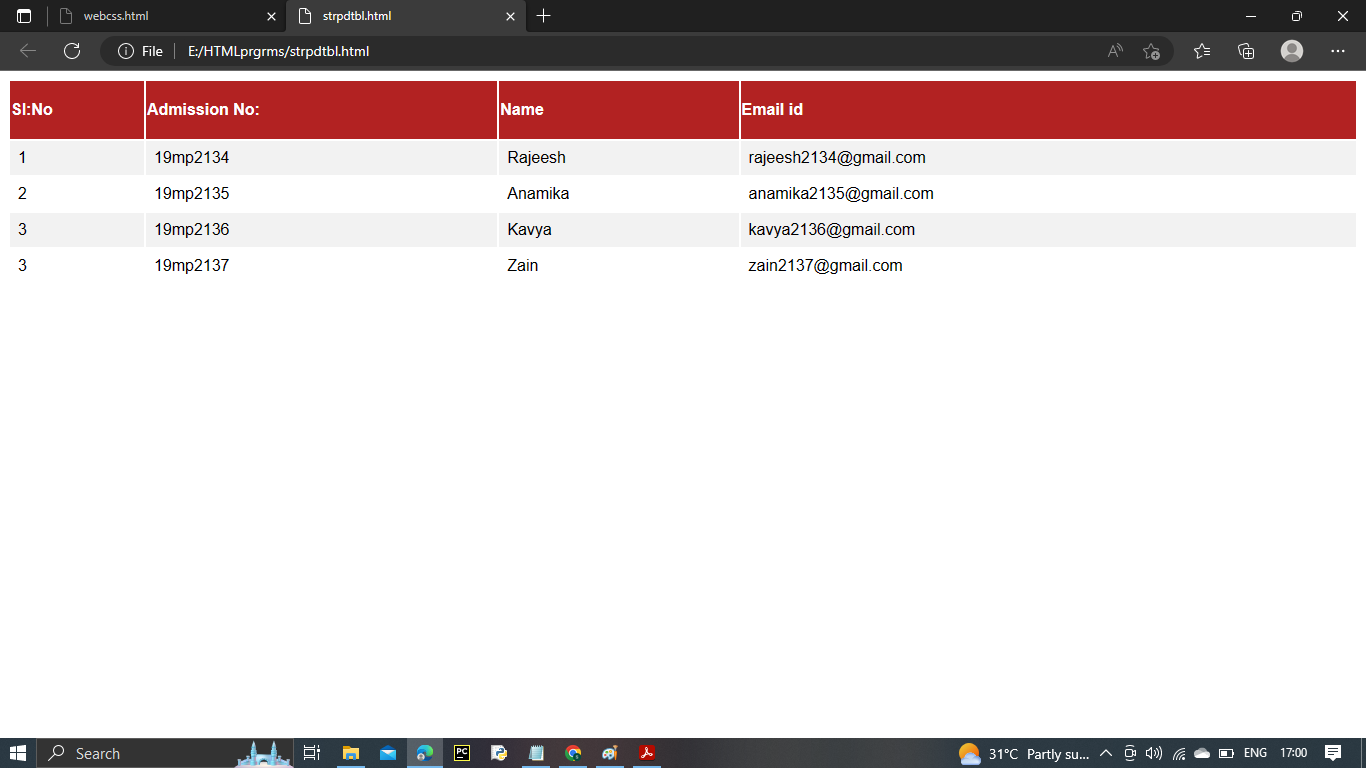 webcss.html strpdtbl.html
File E:/HTMLprgrms/strpdtbl.html
Sl:No Admission No: Name Email id
1 19mp2134 Rajeesh rajeesh2134@gmail.com
2 19mp2135 Anamika anamika2135@gmail.com
3 19mp2136 Kavya kavya2136@gmail.com
3 19mp2137 Zain zain2137@gmail.com
Search PC 31°C Partly su... ENG 17:00